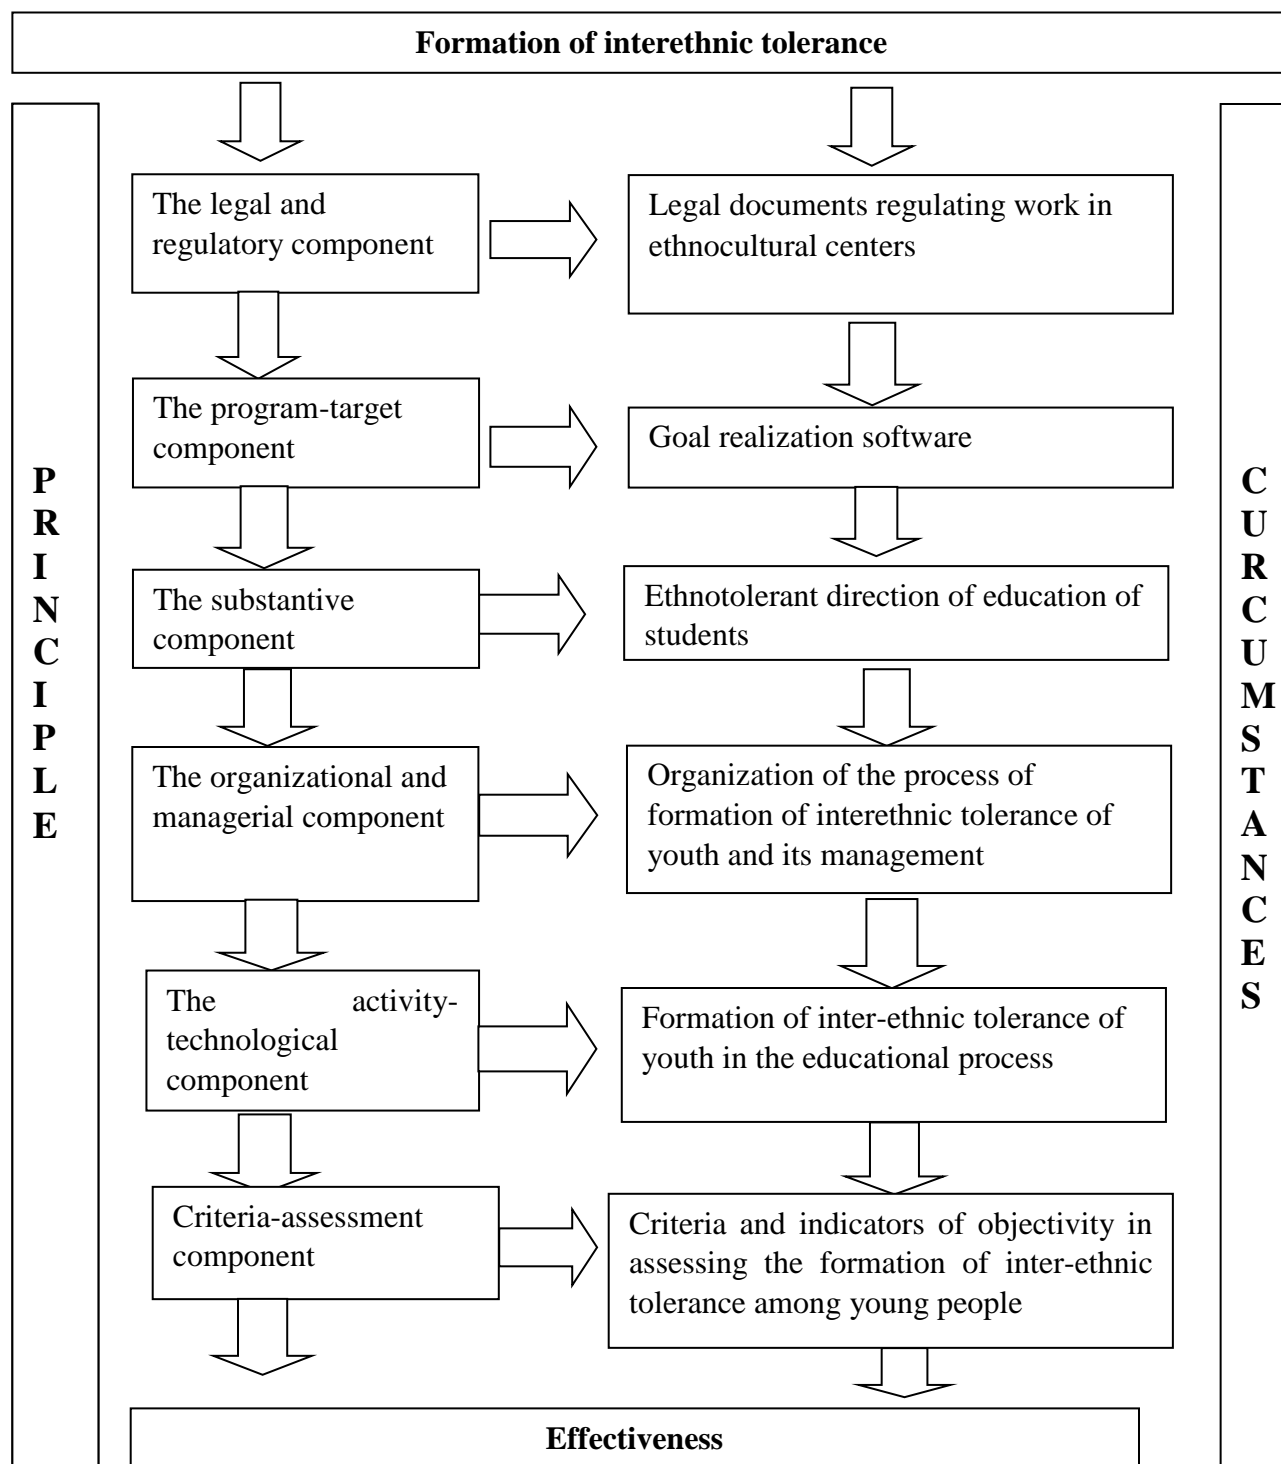 Formation of interethnic tolerance
The legal and
regulatory component
Legal documents regulating work in
ethnocultural centers
The program-target
component
Goal realization software
The substantive
component
Ethnotolerant direction of education of
students
The organizational and
managerial component
Organization of the process of
formation of interethnic tolerance of
youth and its management
The activity-
technological
component
Formation of inter-ethnic tolerance of
youth in the educational process
Criteria-assessment
component
Criteria and indicators of objectivity in
assessing the formation of inter-ethnic
tolerance among young people
Effectiveness
P
R
I
N
C
I
P
L
E
C
U
R
C
U
M
S
T
A
N
C
E
S